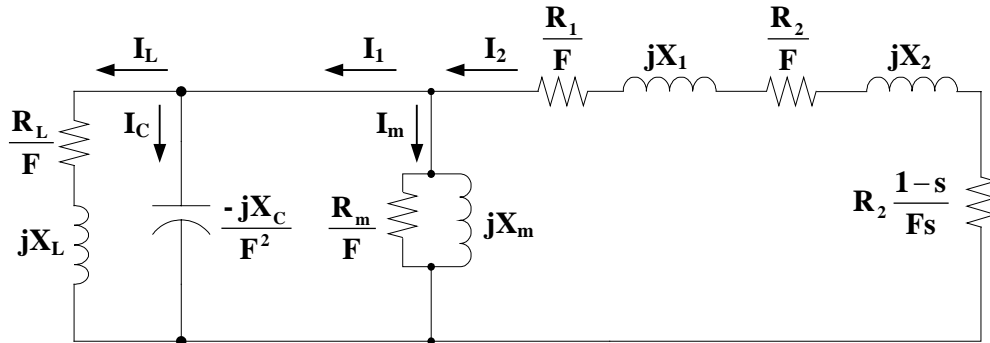 I_L
I_1
I_2
R_1/F
jX_1
R_2/F
jX_2
R_L/F
jX_L
I_C
-jX_C/F^2
I_m
R_m/F
jX_m
R_2 (1-s)/(Fs)